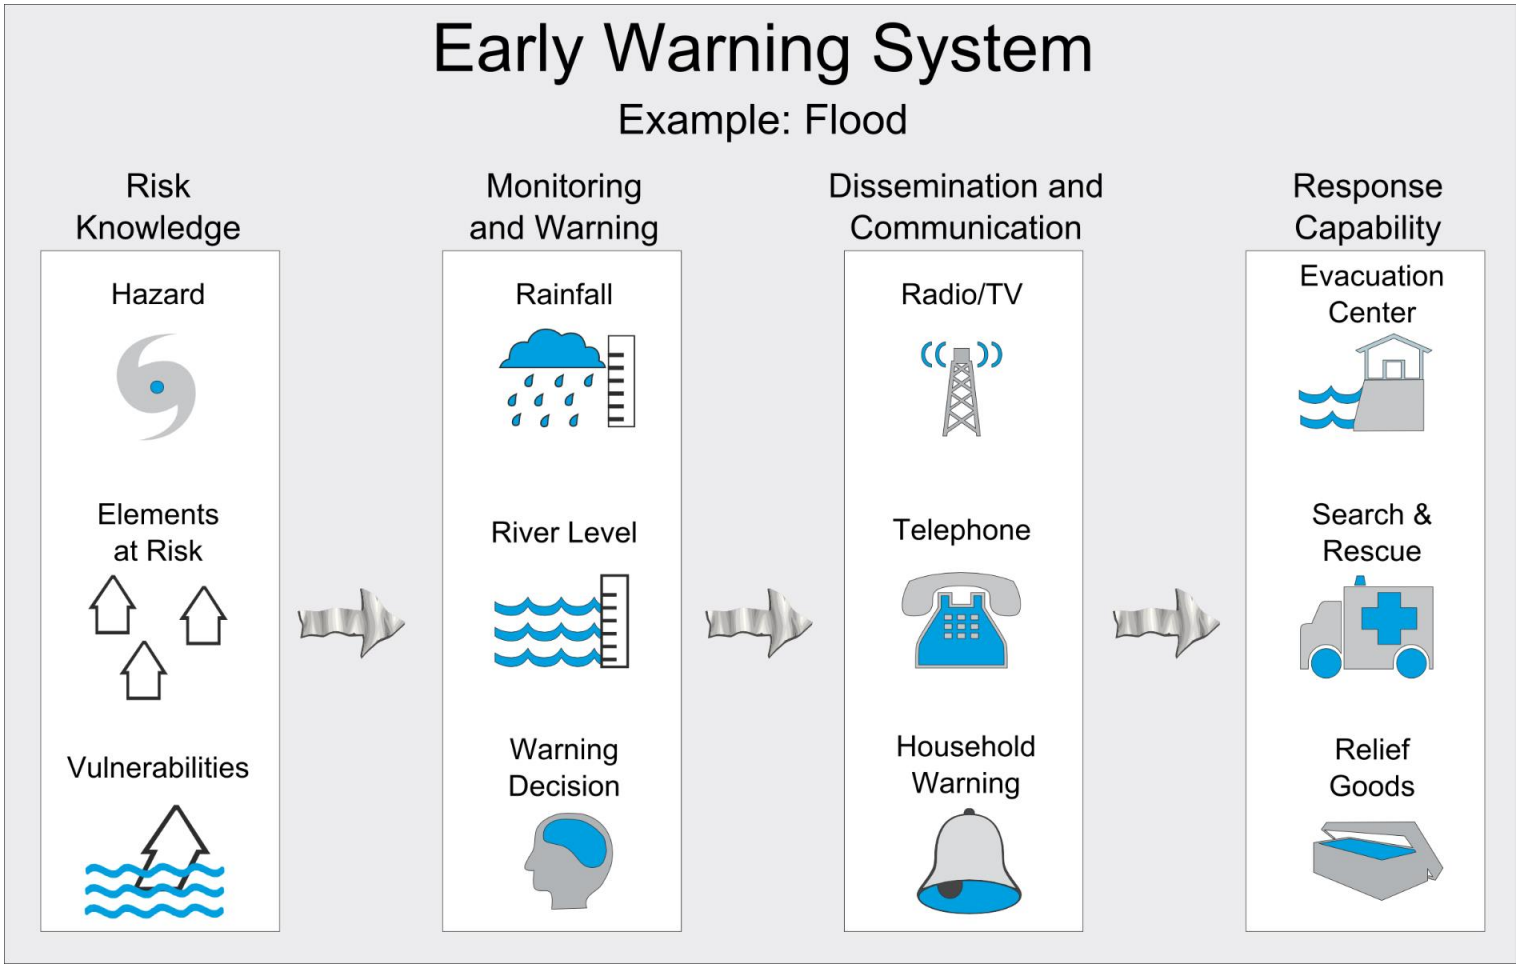 Early Warning System
Example: Flood
Risk
Knowledge
Hazard
Elements
at Risk
Vulnerabilities
Monitoring
and Warning
Rainfall
River Level
Warning
Decision
Dissemination and
Communication
Radio/TV
Telephone
Household
Warning
Response
Capability
Evacuation
Center
Search &
Rescue
Relief
Goods